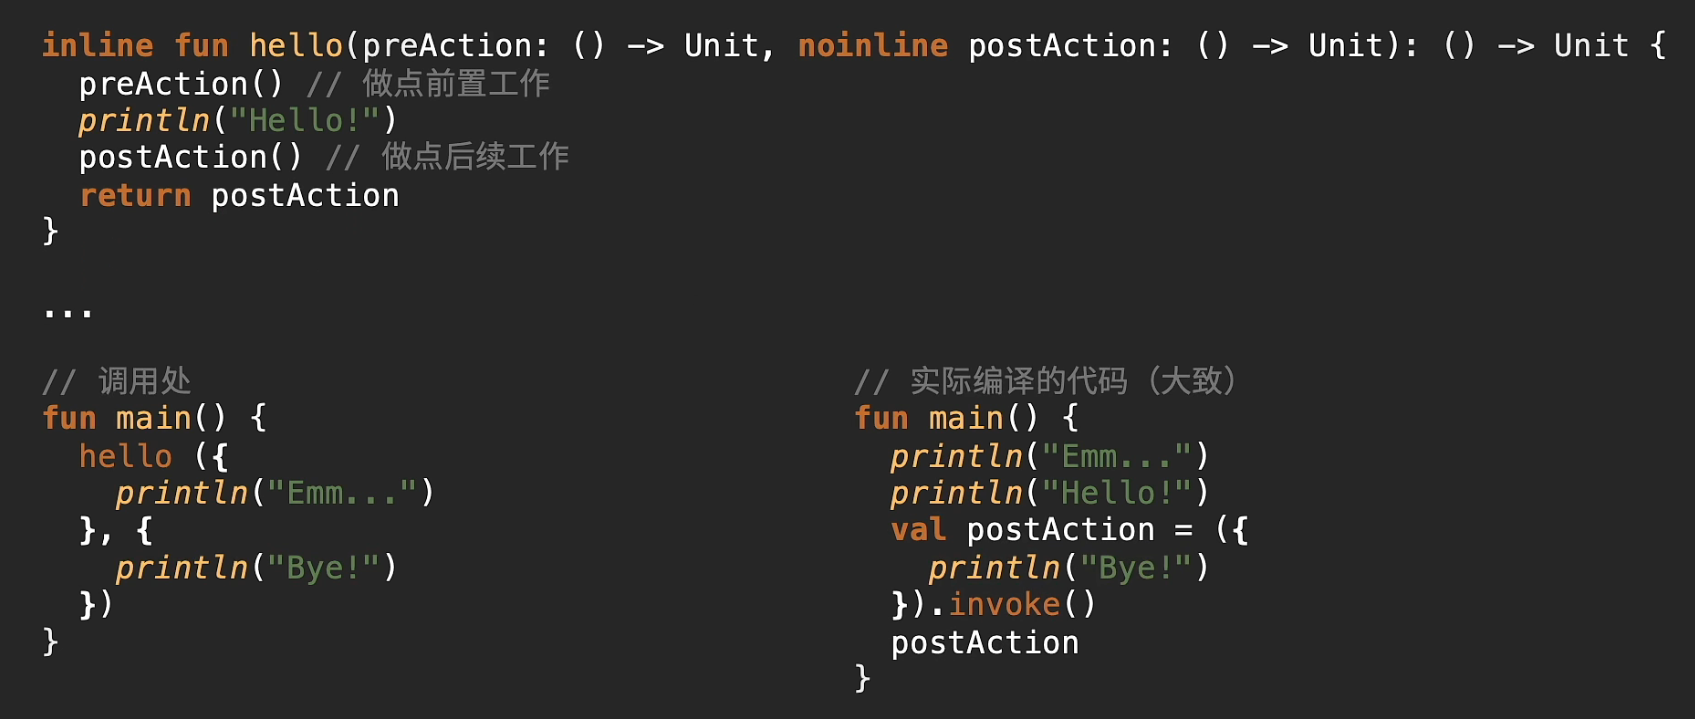 inline fun hello(preAction: () -> Unit, noinline postAction: () -> Unit): () -> Unit {
  preAction() // 做点前置工作
  println("Hello!")
  postAction() // 做点后续工作
  return postAction
}
...
// 调用处
fun main() {
  hello ({
    println("Emm...")
  }, {
    println("Bye!")
  })
}
// 实际编译的代码（大致）
fun main() {
  println("Emm...")
  println("Hello!")
  val postAction = ({
    println("Bye!")
  }).invoke()
  postAction
}